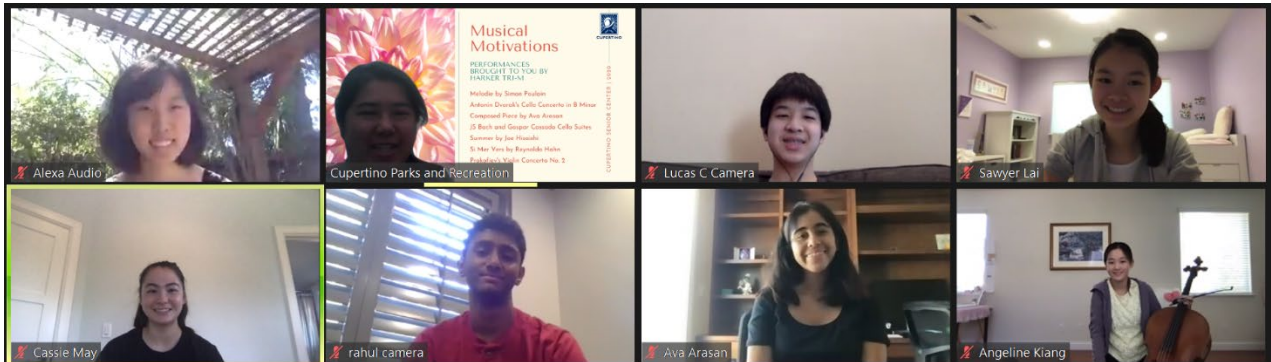 Musical
Motivations
CUPERTINO
PERFORMANCES
BROUGHT TO YOU BY
HARKER TRI-M
Melodie by Simon Poulain
Antonin Dvorak's Cello Concerto in B Minor
Composed Piece by Ava Arasan
JS Bach and Gaspar Cassado Cello Suites
Summer by Joe Hisaishi
Si Mer Vers by Reynaldo Hahn
Prokofiev's Violin Concerto No. 2
CUPERTINO SENIOR CENTER | 2020
Alexa Audio
Cupertino Parks and Recreation
Lucas C Camera
Sawyer Lai
Cassie May
rahul camera
Ava Arasan
Angeline Kiang